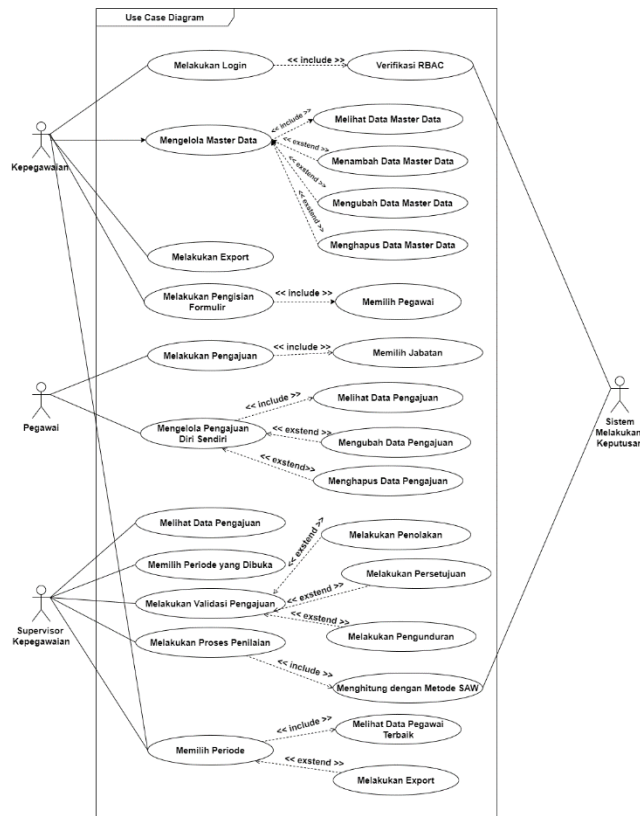 Use Case Diagram
Melakukan Login
<< include >>
Verifikasi RBAC
Kepegawaian
Mengelola Master Data
<< include >>
Melihat Data Master Data
<< exstend >>
Menambah Data Master Data
<< exstend >>
Mengubah Data Master Data
<< exstend >>
Menghapus Data Master Data
Melakukan Export
Melakukan Pengisian
Formulir
<< include >>
Memilih Pegawai
Melakukan Pengajuan
<< include >>
Memilih Jabatan
Pegawai
Mengelola Pengajuan
Diri Sendiri
<< include >>
Melihat Data Pengajuan
<< exstend >>
Mengubah Data Pengajuan
<< exstend>>
Menghapus Data Pengajuan
Sistem
Melakukan
Keputusan
Melihat Data Pengajuan
Memilih Periode yang Dibuka
Melakukan Validasi Pengajuan
<< exstend >>
Melakukan Penolakan
<< exstend >>
Melakukan Persetujuan
<< exstend >>
Melakukan Pengunduran
Supervisor
Kepegawaian
Melakukan Proses Penilaian
<< include >>
Menghitung dengan Metode SAW
Memilih Periode
<< include >>
Melihat Data Pegawai
Terbaik
<< exstend >>
Melakukan Export